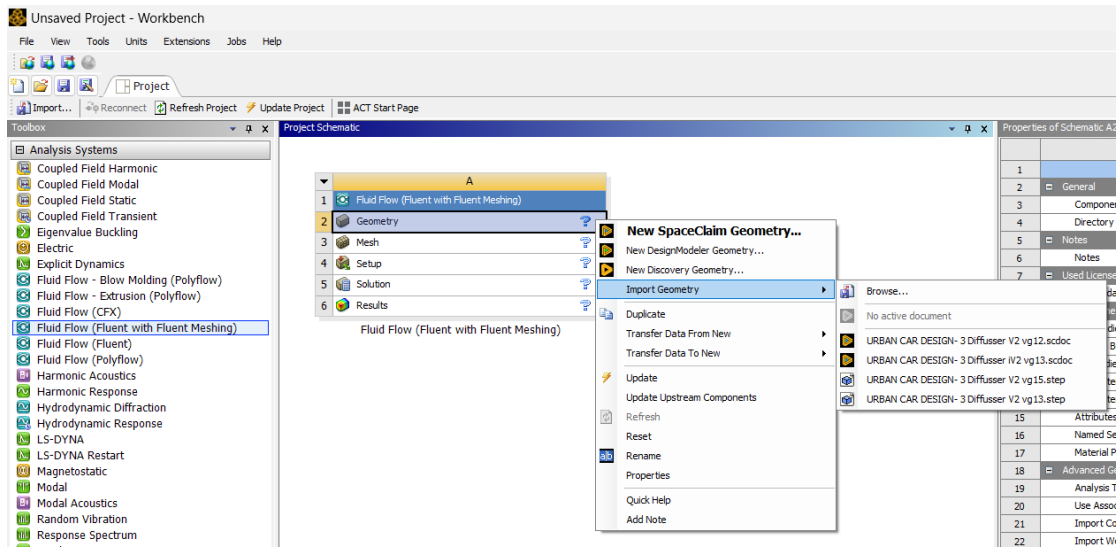 Unsaved Project - Workbench
File View Tools Units Extensions Jobs Help
Project
Import... Reconnect Refresh Project Update Project ACT Start Page
Toolbox
Analysis Systems
Coupled Field Harmonic
Coupled Field Modal
Coupled Field Static
Coupled Field Transient
Eigenvalue Buckling
Electric
Explicit Dynamics
Fluid Flow - Blow Molding (Polyflow)
Fluid Flow - Extrusion (Polyflow)
Fluid Flow (CFX)
Fluid Flow (Fluent with Fluent Meshing)
Fluid Flow (Fluent)
Fluid Flow (Polyflow)
Harmonic Acoustics
Harmonic Response
Hydrodynamic Diffraction
Hydrodynamic Response
LS-DYNA
LS-DYNA Restart
Magnetostatic
Modal
Modal Acoustics
Random Vibration
Response Spectrum
Project Schematic
A
1 Fluid Flow (Fluent with Fluent Meshing)
2 Geometry ?
3 Mesh ?
4 Setup ?
5 Solution ?
6 Results ?
Fluid Flow (Fluent with Fluent Meshing)
New SpaceClaim Geometry...
New DesignModeler Geometry...
New Discovery Geometry...
Import Geometry
Duplicate
Transfer Data From New
Transfer Data To New
Update
Update Upstream Components
Refresh
Reset
Rename
Properties
Quick Help
Add Note
Browse...
No active document
URBAN CAR DESIGN- 3 Diffusser V2 vg12.scdoc
URBAN CAR DESIGN- 3 Diffusser iV2 vg13.scdoc
URBAN CAR DESIGN- 3 Diffusser V2 vg15.step
URBAN CAR DESIGN- 3 Diffusser V2 vg13.step
Properties of Schematic A2
1
2 General
3 Componen
4 Directory
5 Notes
6 Notes
7 Used License
15 Attributes
16 Named Se
17 Material P
18 Advanced Ge
19 Analysis T
20 Use Assoc
21 Import Co
22 Import Wo